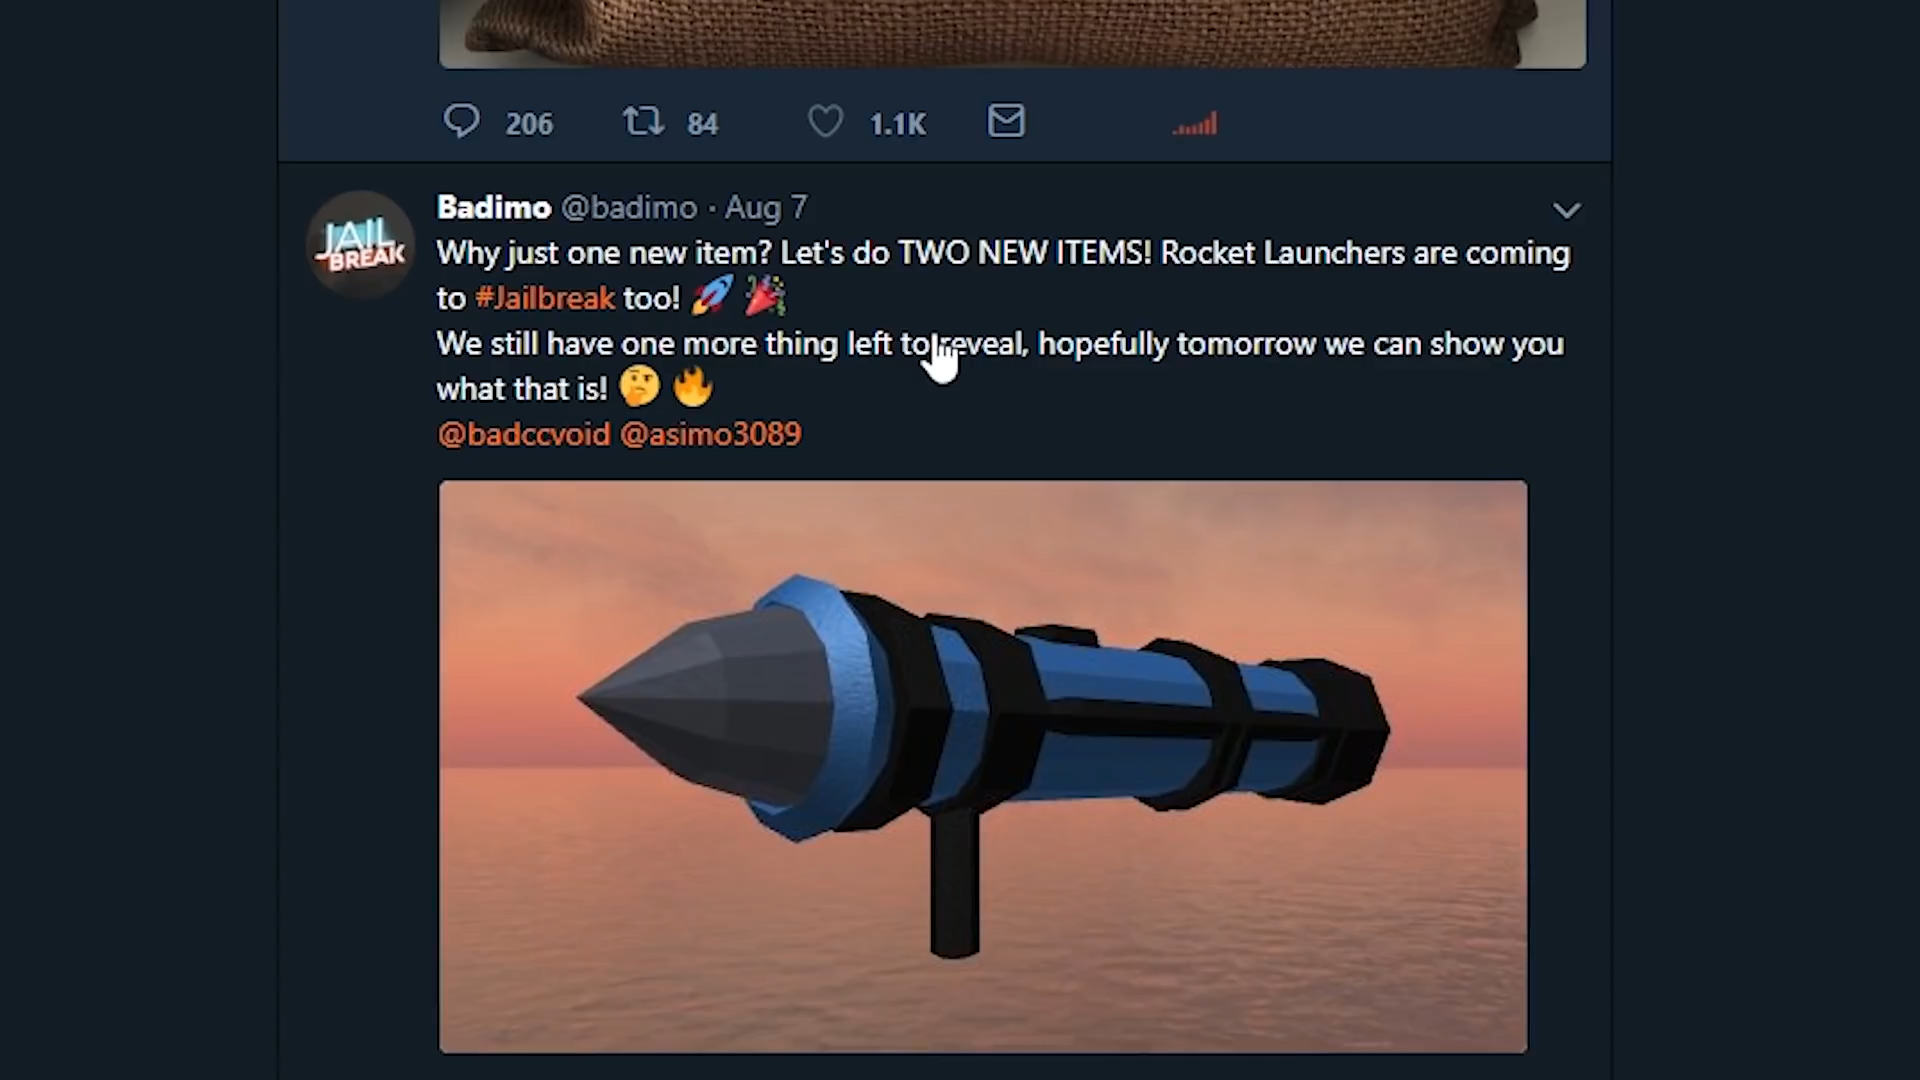 206 84 1.1K
Badimo @badimo · Aug 7
JAIL
BREAK
Why just one new item? Let's do TWO NEW ITEMS! Rocket Launchers are coming
to #Jailbreak too! 🚀 🎉
We still have one more thing left to reveal, hopefully tomorrow we can show you
what that is! 🤔 🔥
@badccvoid @asimo3089